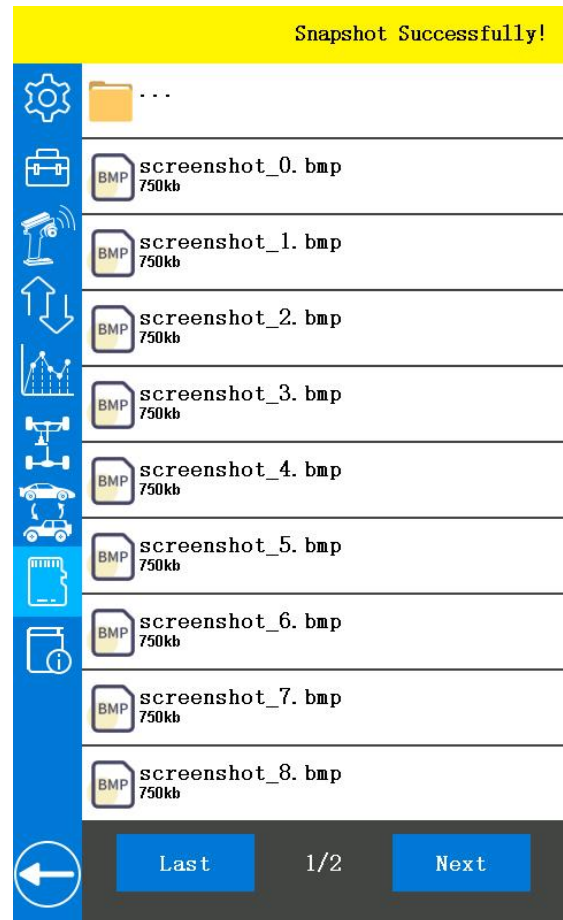 Snapshot Successfully!
...
BMP screenshot_0.bmp
750kb
BMP screenshot_1.bmp
750kb
BMP screenshot_2.bmp
750kb
BMP screenshot_3.bmp
750kb
BMP screenshot_4.bmp
750kb
BMP screenshot_5.bmp
750kb
BMP screenshot_6.bmp
750kb
BMP screenshot_7.bmp
750kb
BMP screenshot_8.bmp
750kb
Last 1/2 Next